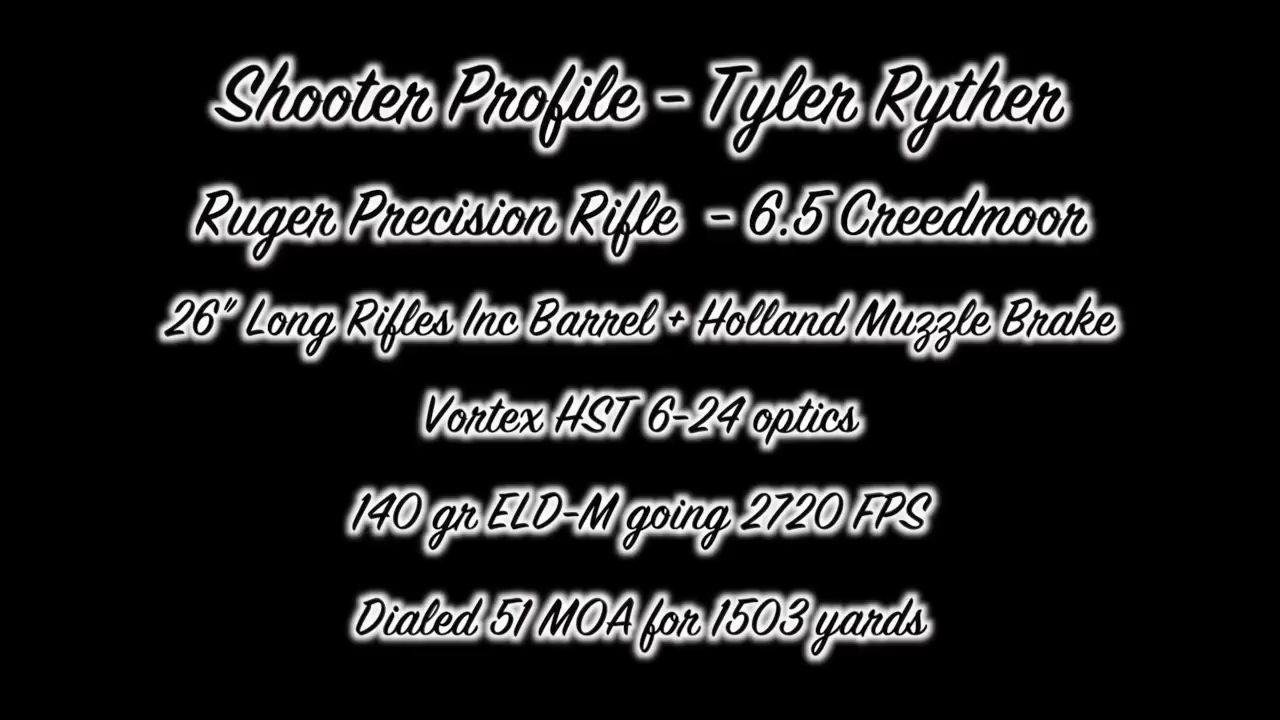 Shooter Profile - Tyler Ryther
Ruger Precision Rifle - 6.5 Creedmoor
26" Long Rifles Inc Barrel + Holland Muzzle Brake
Vortex HST 6-24 optics
140 gr ELD-M going 2720 FPS
Dialed 51 MOA for 1503 yards